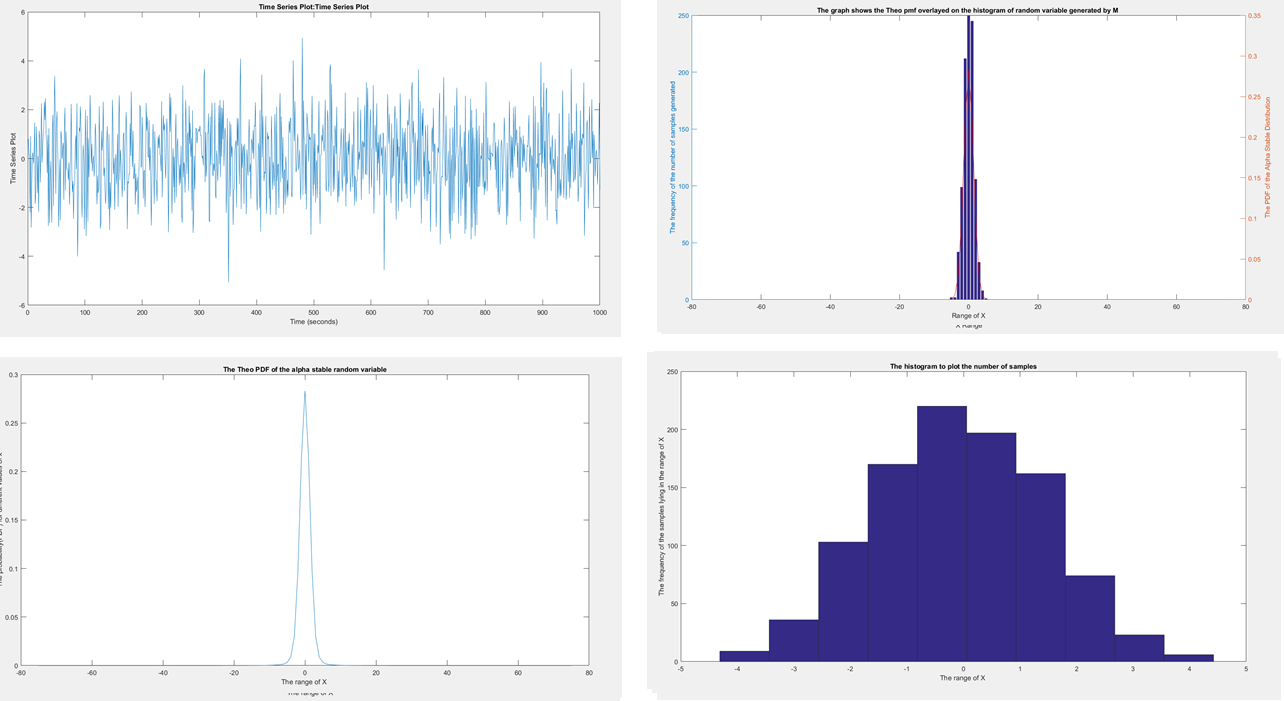 Time Series Plot:Time Series Plot
6
4
2
0
-2
-4
-6
Time Series Plot
0 100 200 300 400 500 600 700 800 900 1000
Time (seconds)
The graph shows the Theo pmf overlayed on the histogram of random variable generated by M
250
200
150
100
50
0
The frequency of the number of samples generated
0.35
0.3
0.25
0.2
0.15
0.1
0.05
0
The PDF of the Alpha Stable Distribution
-80 -60 -40 -20 0 20 40 60 80
Range of X
X Range
The Theo PDF of the alpha stable random variable
0.3
0.25
0.2
0.15
0.1
0.05
0
-80 -60 -40 -20 0 20 40 60 80
The range of X
The range of X
The histogram to plot the number of samples
250
200
150
100
50
0
The frequency of the samples lying in the range of X
-5 -4 -3 -2 -1 0 1 2 3 4 5
The range of X